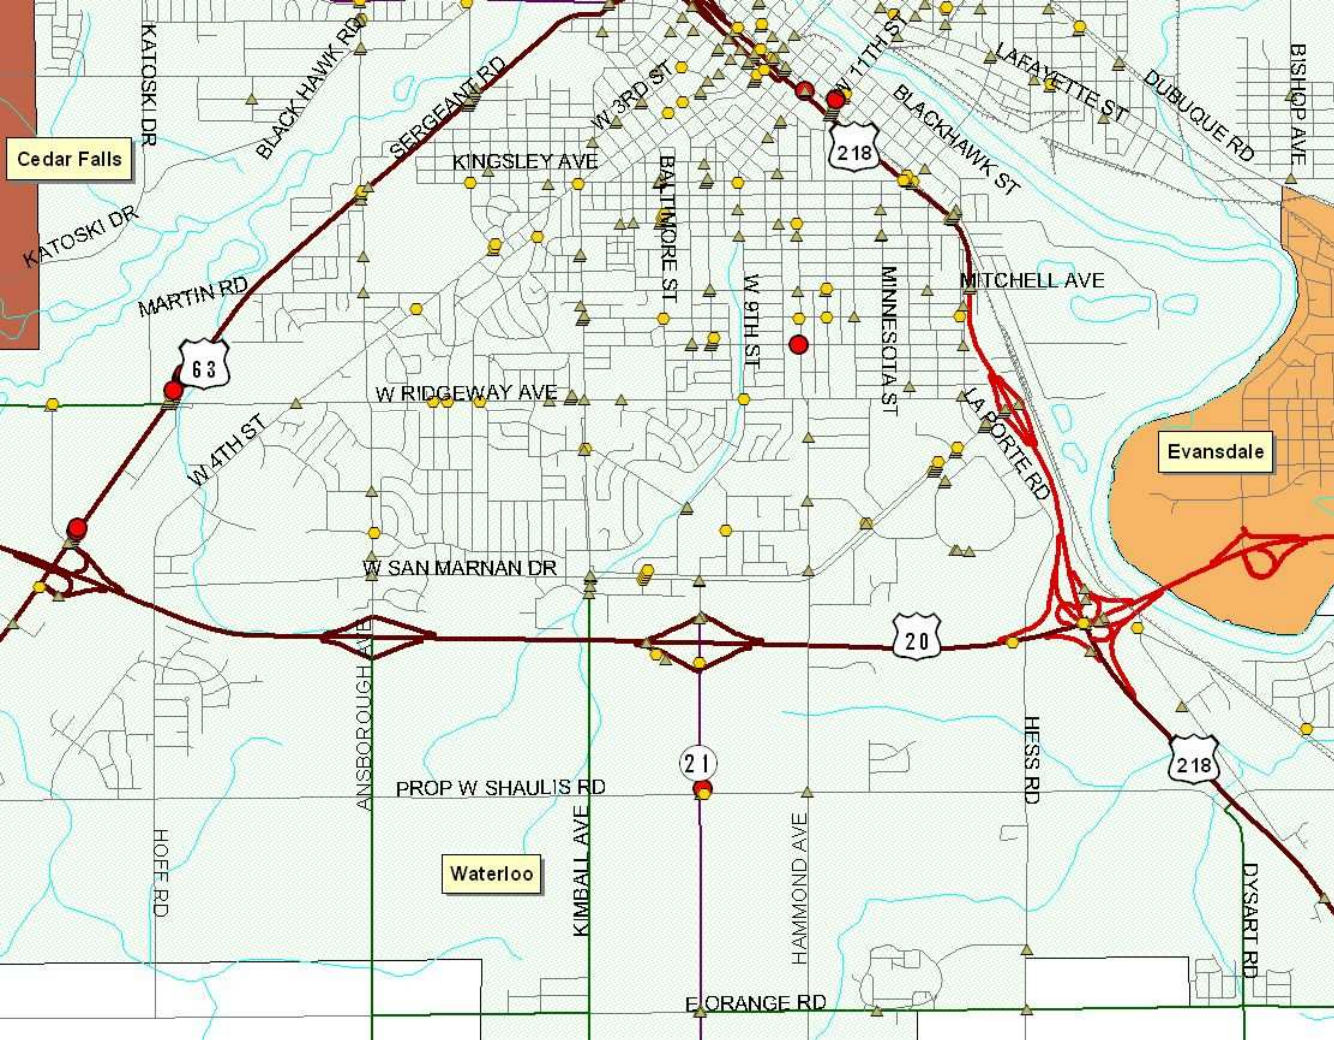 KATOSKI DR
BLACK HAWK RD
SERGEANT RD
W 3RD ST
W 11TH ST
LAFAYETTE ST
DUBUQUE RD
BISHOP AVE
BLACKHAWK ST
Cedar Falls
KINGSLEY AVE
218
BALTIMORE ST
KATOSKI DR
MARTIN RD
W 9TH ST
MINNESOTA ST
MITCHELL AVE
63
W RIDGEWAY AVE
W 4TH ST
LA PORTE RD
Evansdale
W SAN MARNAN DR
20
ANSBOROUGH AVE
21
HESS RD
218
PROP W SHAULIS RD
HOFF RD
Waterloo
KIMBALL AVE
HAMMOND AVE
DYSART RD
E ORANGE RD